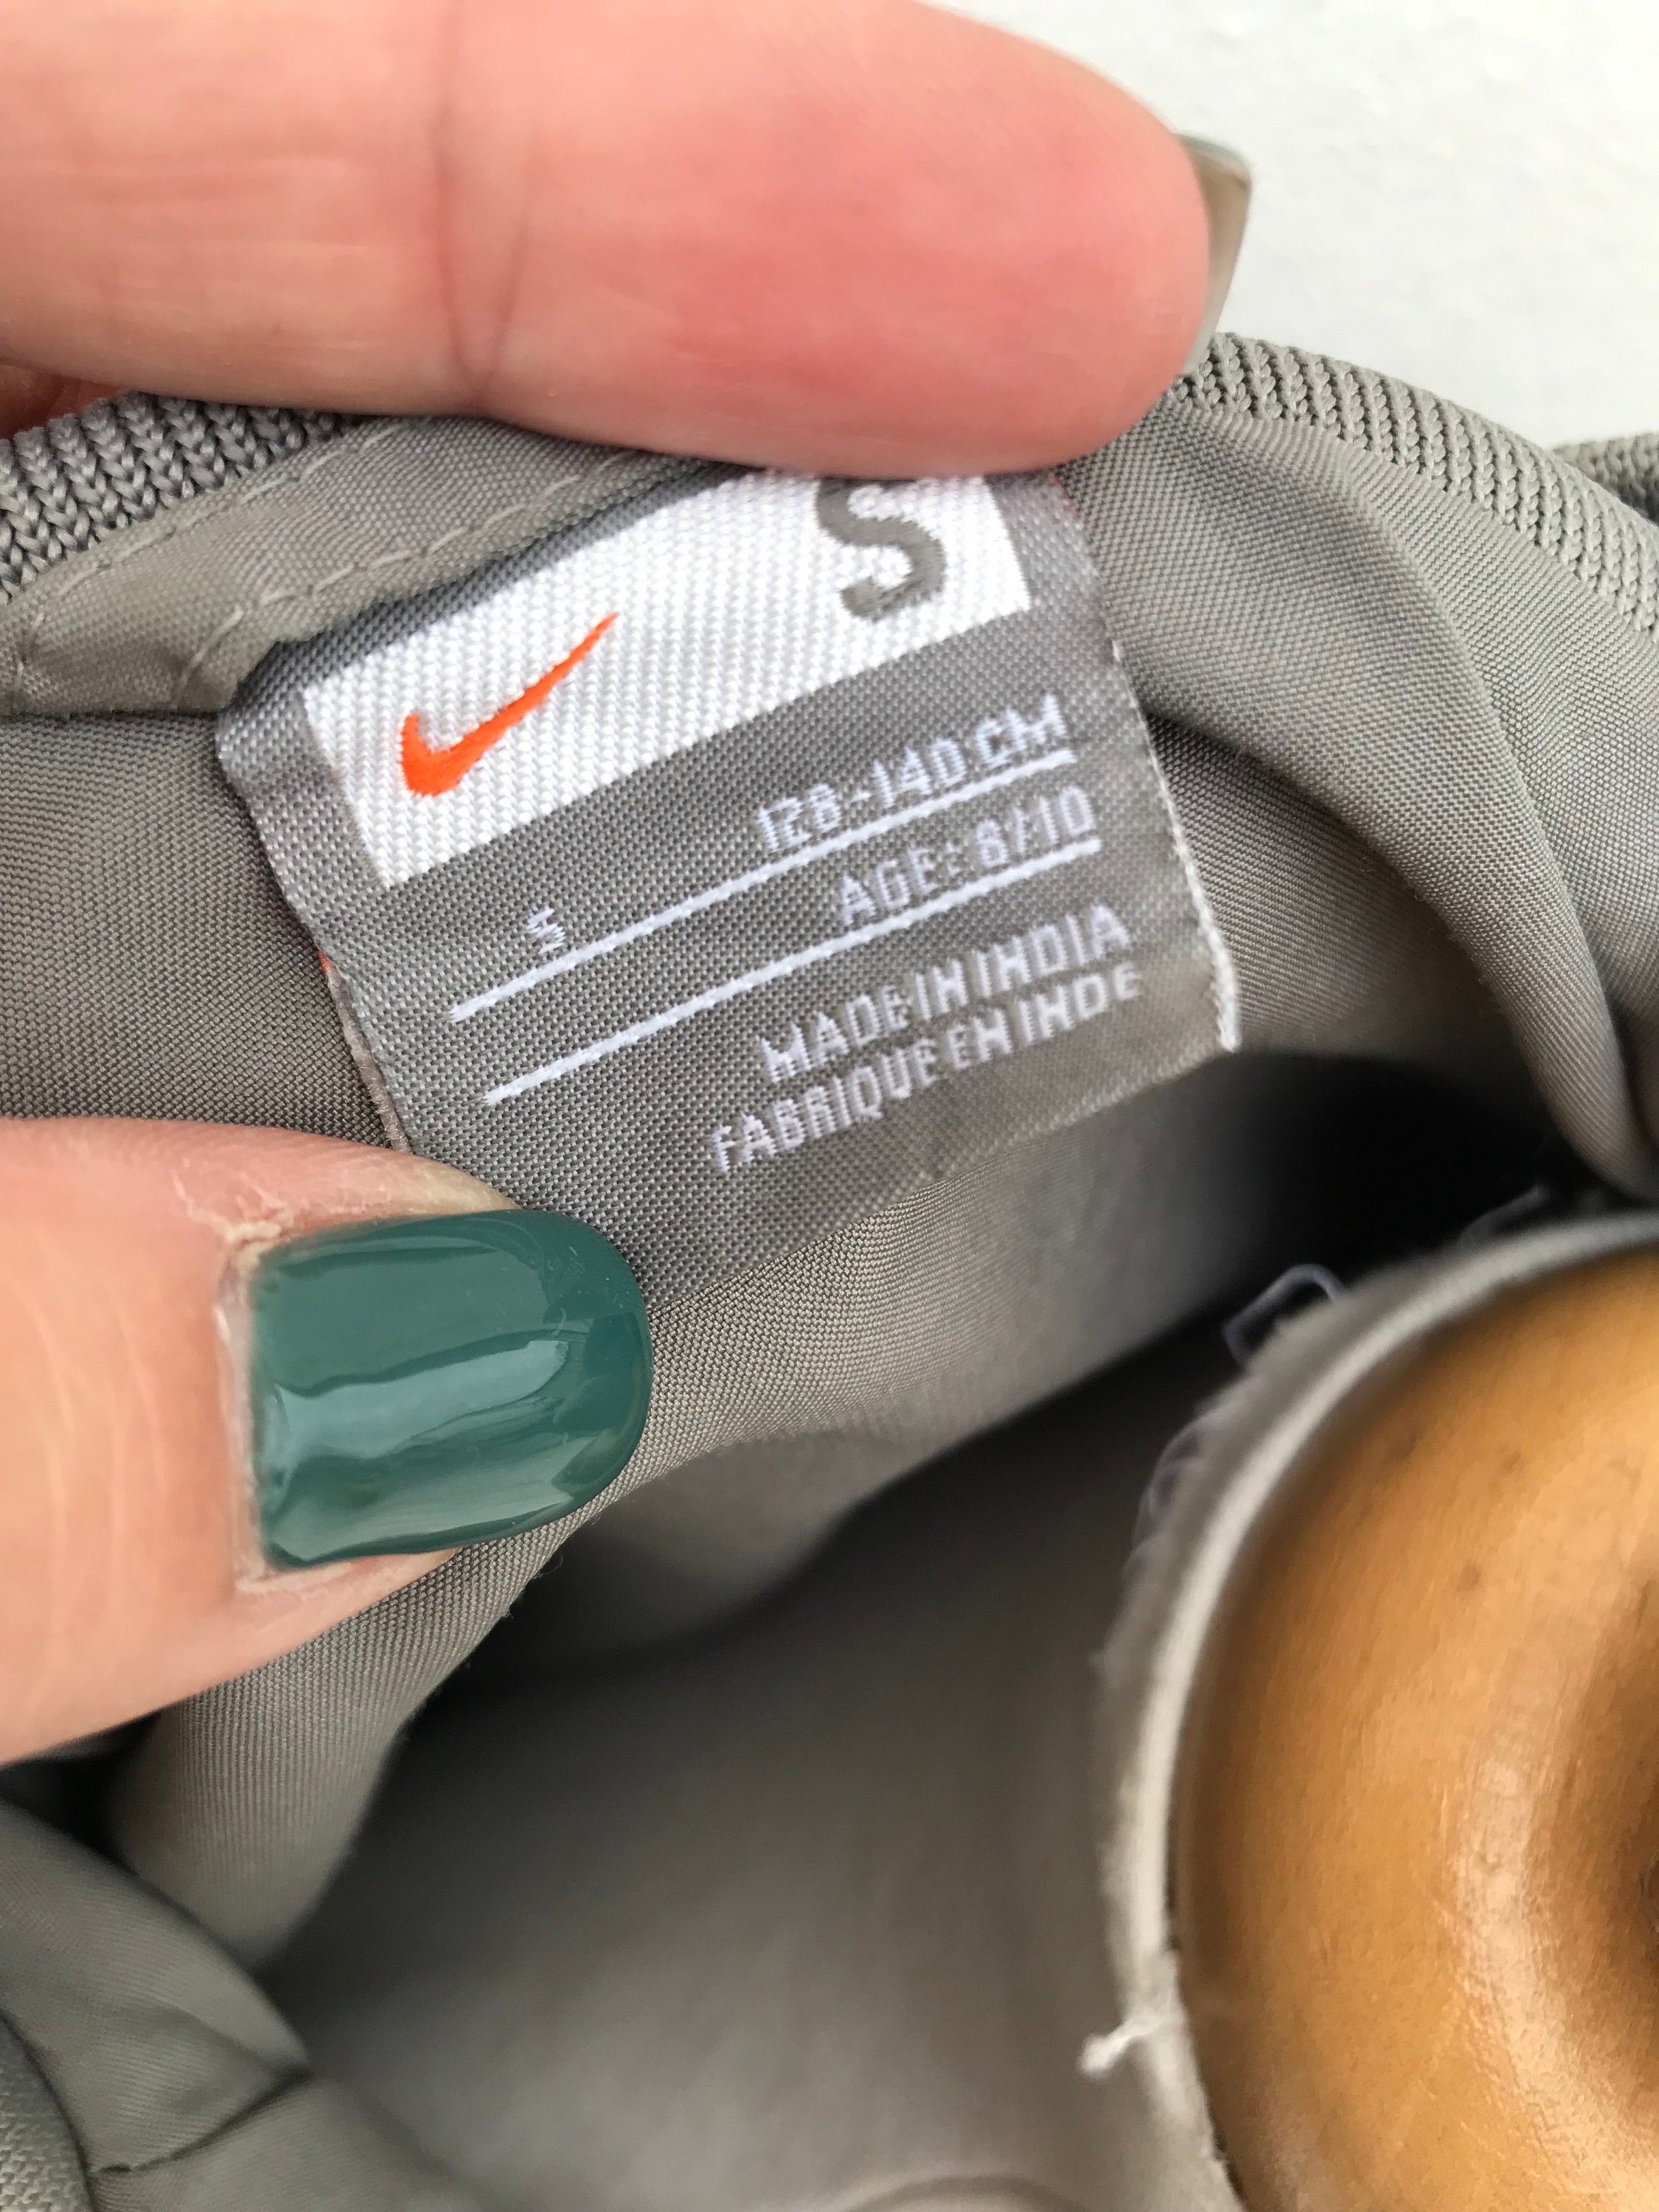 S
S 128-140 CM
AGE: 8/10
MADE IN INDIA
FABRIQUE EN INDE